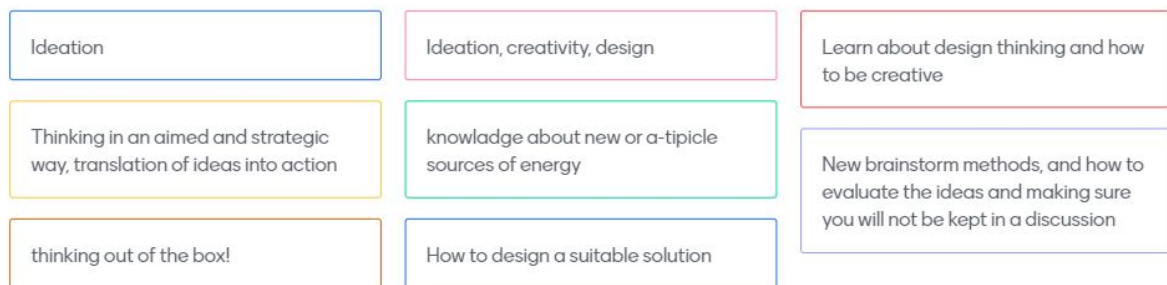 Ideation
Thinking in an aimed and strategic
way, translation of ideas into action
thinking out of the box!
Ideation, creativity, design
knowladge about new or a-tipicle
sources of energy
How to design a suitable solution
Learn about design thinking and how
to be creative
New brainstorm methods, and how to
evaluate the ideas and making sure
you will not be kept in a discussion